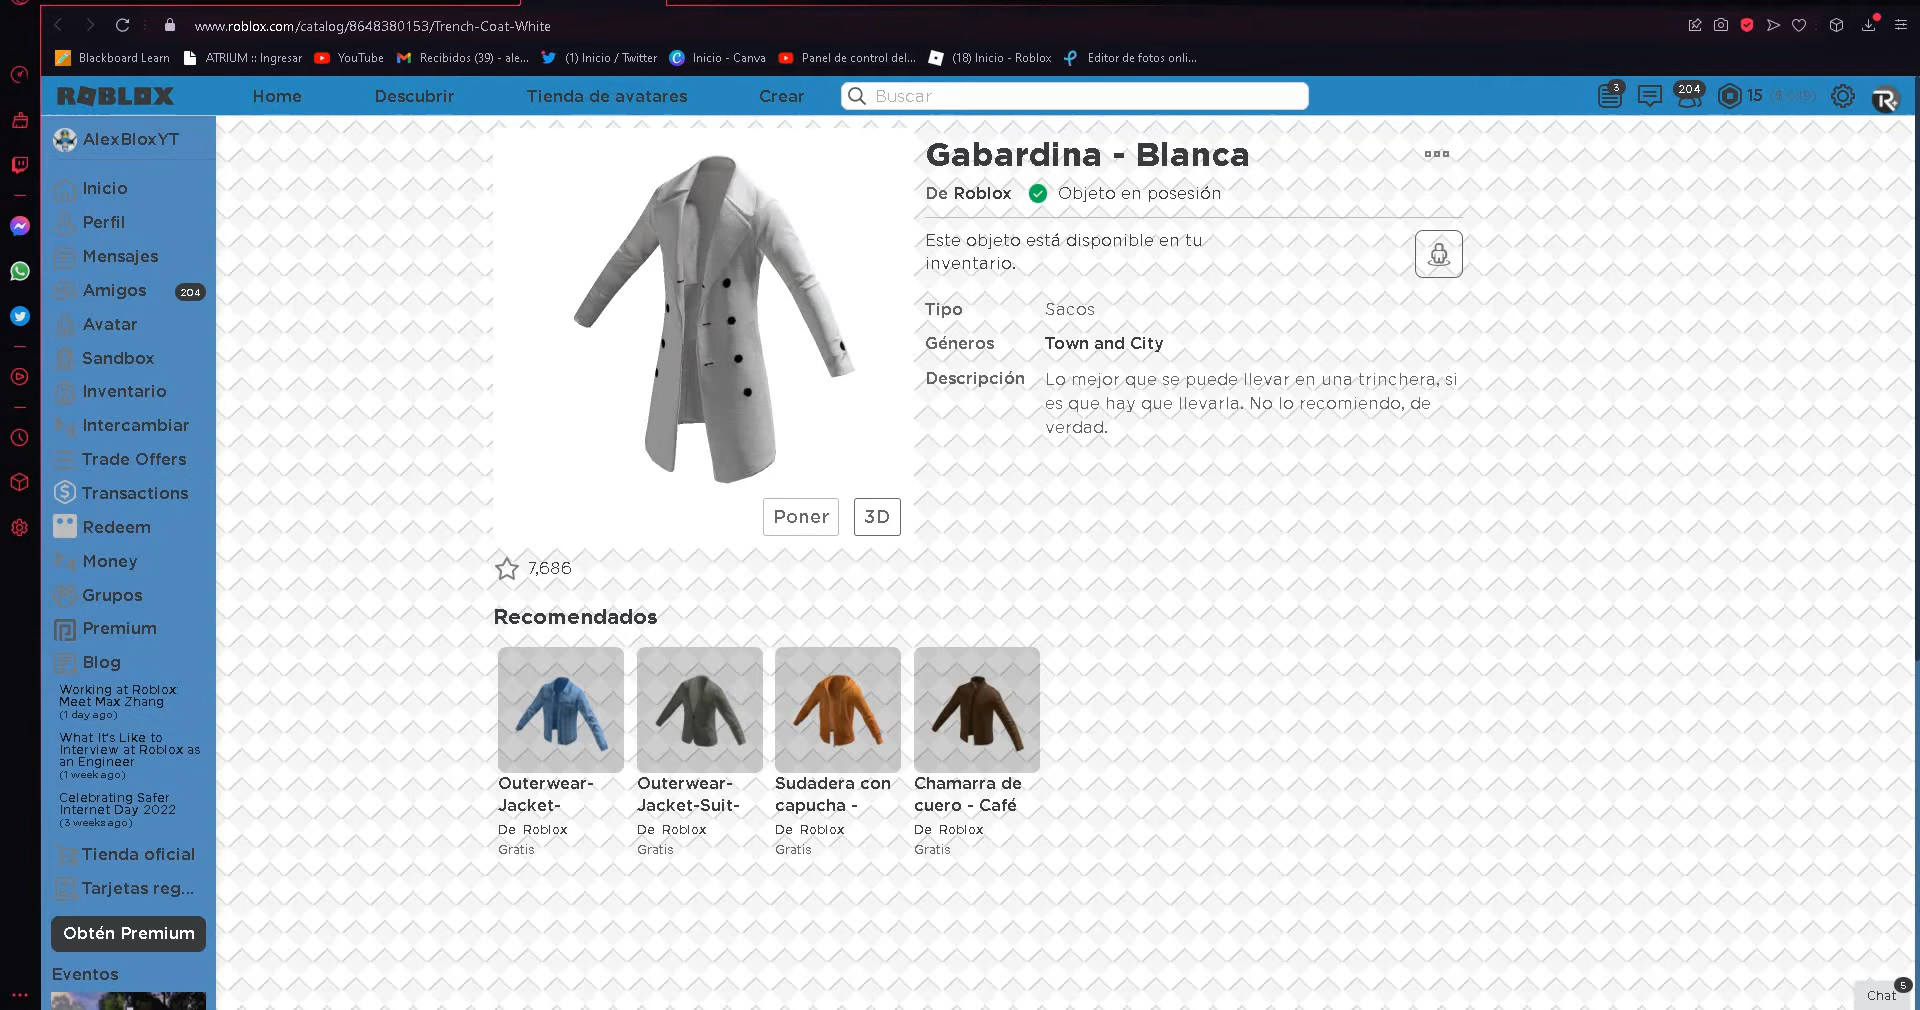 www.roblox.com/catalog/8648380153/Trench-Coat-White
Blackboard Learn
ATRIUM :: Ingresar
YouTube
Recibidos (39) - ale...
(1) Inicio / Twitter
Inicio - Canva
Panel de control del...
(18) Inicio - Roblox
Editor de fotos onli...
ROBLOX
Home
Descubrir
Tienda de avatares
Crear
Buscar
3
204
15
AlexBloxYT
Inicio
Perfil
Mensajes
Amigos
204
Avatar
Sandbox
Inventario
Intercambiar
Trade Offers
Transactions
Redeem
Money
Grupos
Premium
Blog
Working at Roblox:
Meet Max Zhang
(1 day ago)
What It's Like to
Interview at Roblox as
an Engineer
(1 week ago)
Celebrating Safer
Internet Day 2022
(3 weeks ago)
Tienda oficial
Tarjetas reg...
Obtén Premium
Eventos
Gabardina - Blanca
De Roblox
Objeto en posesión
Este objeto está disponible en tu
inventario.
Tipo
Sacos
Géneros
Town and City
Descripción
Lo mejor que se puede llevar en una trinchera, si
es que hay que llevarla. No lo recomiendo, de
verdad.
Poner
3D
7,686
Recomendados
Outerwear-
Jacket-
De Roblox
Gratis
Outerwear-
Jacket-Suit-
De Roblox
Gratis
Sudadera con
capucha -
De Roblox
Gratis
Chamarra de
cuero - Café
De Roblox
Gratis
Chat
5